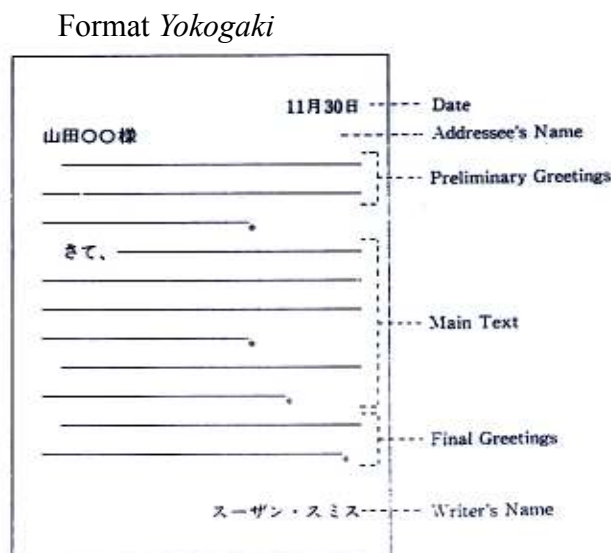 Format Yokogaki
11月30日 Date
山田○○様 Addressee's Name
Preliminary Greetings
さて、
Main Text
Final Greetings
スーザン・スミス Writer's Name